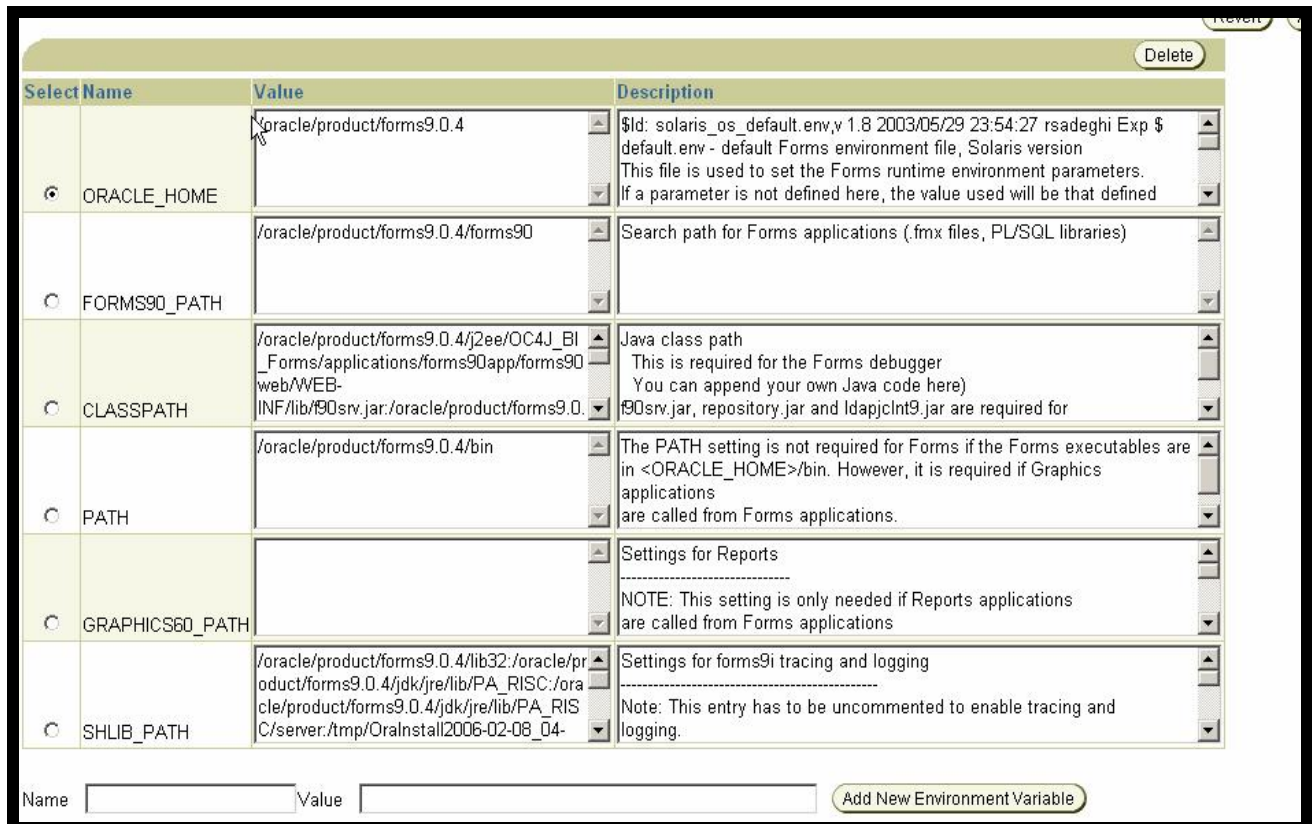 Revert
Delete
Select Name Value Description
ORACLE_HOME
/oracle/product/forms9.0.4
$Id: solaris_os_default.env,v 1.8 2003/05/29 23:54:27 rsadeghi Exp $
default.env - default Forms environment file, Solaris version
This file is used to set the Forms runtime environment parameters.
If a parameter is not defined here, the value used will be that defined
FORMS90_PATH
/oracle/product/forms9.0.4/forms90
Search path for Forms applications (.fmx files, PL/SQL libraries)
CLASSPATH
/oracle/product/forms9.0.4/j2ee/OC4J_BI
_Forms/applications/forms90app/forms90
web/WEB-
INF/lib/f90srv.jar:/oracle/product/forms9.0.
Java class path
This is required for the Forms debugger
You can append your own Java code here)
f90srv.jar, repository.jar and ldapjclnt9.jar are required for
PATH
/oracle/product/forms9.0.4/bin
The PATH setting is not required for Forms if the Forms executables are
in <ORACLE_HOME>/bin. However, it is required if Graphics
applications
are called from Forms applications.
GRAPHICS60_PATH
Settings for Reports
-------------------------------
NOTE: This setting is only needed if Reports applications
are called from Forms applications
SHLIB_PATH
/oracle/product/forms9.0.4/lib32:/oracle/pr
oduct/forms9.0.4/jdk/jre/lib/PA_RISC:/ora
cle/product/forms9.0.4/jdk/jre/lib/PA_RIS
C/server:/tmp/OraInstall2006-02-08_04-
Settings for forms9i tracing and logging
-----------------------------------------------
Note: This entry has to be uncommented to enable tracing and
logging.
Name Value Add New Environment Variable